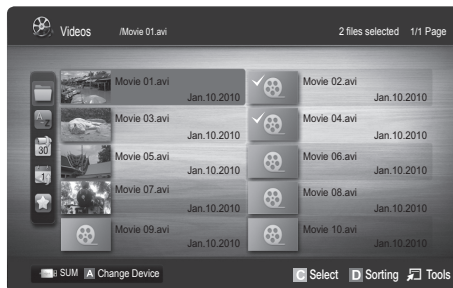 Videos /Movie 01.avi 2 files selected 1/1 Page
Movie 01.avi
Jan.10.2010
Movie 02.avi
Jan.10.2010
Movie 03.avi
Jan.10.2010
Movie 04.avi
Jan.10.2010
Movie 05.avi
Jan.10.2010
Movie 06.avi
Jan.10.2010
Movie 07.avi
Jan.10.2010
Movie 08.avi
Jan.10.2010
Movie 09.avi
Jan.10.2010
Movie 10.avi
Jan.10.2010
A Z
30
1
SUM A Change Device C Select D Sorting Tools